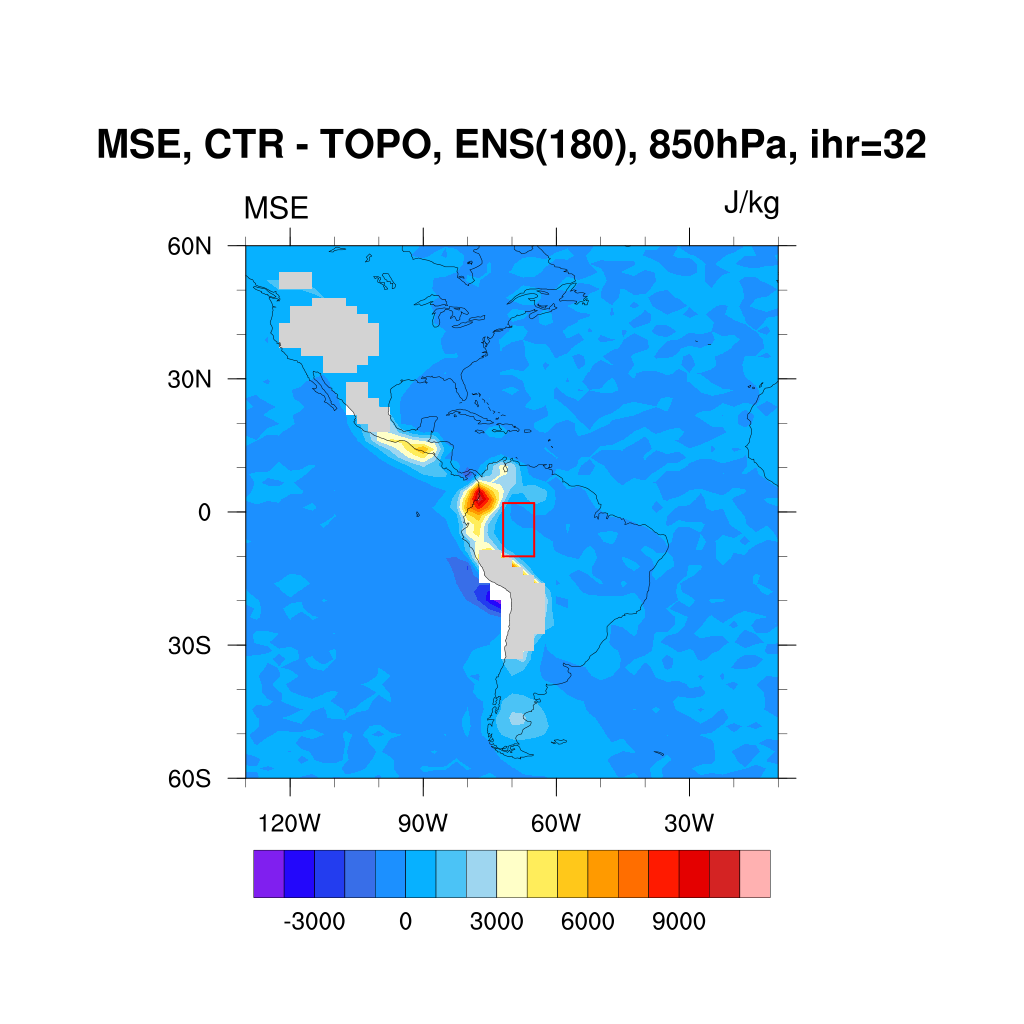 MSE, CTR - TOPO, ENS(180), 850hPa, ihr=32
MSE J/kg
60N
30N
0
30S
60S
120W 90W 60W 30W
-3000 0 3000 6000 9000